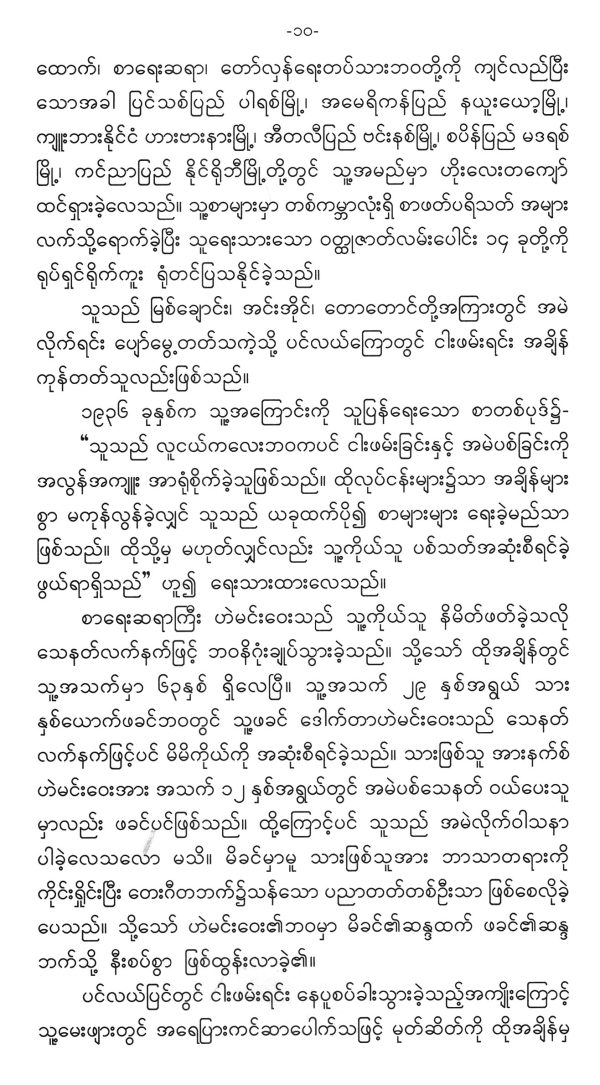 -၁၀-
ထောက်၊ စာရေးဆရာ၊ တော်လှန်ရေးတပ်သားဘဝတို့ကို ကျင်လည်ပြီး
သောအခါ ပြင်သစ်ပြည် ပါရစ်မြို့၊ အမေရိကန်ပြည် နယူးယော့မြို့၊
ကျူးဘားနိုင်ငံ ဟားဗားနားမြို့၊ အီတလီပြည် ဗင်းနစ်မြို့၊ စပိန်ပြည် မဒရစ်
မြို့၊ ကင်ညာပြည် နိုင်ရိုဘီမြို့တို့တွင် သူ့အမည်မှာ ဟိုးလေးတကျော်
ထင်ရှားခဲ့လေသည်။ သူ့စာများမှာ တစ်ကမ္ဘာလုံးရှိ စာဖတ်ပရိသတ် အများ
လက်သို့ရောက်ခဲ့ပြီး သူရေးသားသော ဝတ္ထုဇာတ်လမ်းပေါင်း ၁၄ ခုတို့ကို
ရုပ်ရှင်ရိုက်ကူး ရုံတင်ပြသနိုင်ခဲ့သည်။
သူသည် မြစ်ချောင်း၊ အင်းအိုင်၊ တောတောင်တို့အကြားတွင် အမဲ
လိုက်ရင်း ပျော်မွေ့တတ်သကဲ့သို့ ပင်လယ်ကြောတွင် ငါးဖမ်းရင်း အချိန်
ကုန်တတ်သူလည်းဖြစ်သည်။
၁၉၃၆ ခုနှစ်က သူ့အကြောင်းကို သူပြန်ရေးသော စာတစ်ပုဒ်၌-
“သူသည် လူငယ်ကလေးဘဝကပင် ငါးဖမ်းခြင်းနှင့် အမဲပစ်ခြင်းကို
အလွန်အကျူး အာရုံစိုက်ခဲ့သူဖြစ်သည်။ ထိုလုပ်ငန်းများ၌သာ အချိန်များ
စွာ မကုန်လွန်ခဲ့လျှင် သူသည် ယခုထက်ပို၍ စာများများ ရေးခဲ့မည်သာ
ဖြစ်သည်။ ထိုသို့မှ မဟုတ်လျှင်လည်း သူ့ကိုယ်သူ ပစ်သတ်အဆုံးစီရင်ခဲ့
ဖွယ်ရာရှိသည်” ဟူ၍ ရေးသားထားလေသည်။
စာရေးဆရာကြီး ဟဲမင်းဝေးသည် သူ့ကိုယ်သူ နိမိတ်ဖတ်ခဲ့သလို
သေနတ်လက်နက်ဖြင့် ဘဝနိဂုံးချုပ်သွားခဲ့သည်။ သို့သော် ထိုအချိန်တွင်
သူ့အသက်မှာ ၆၃နှစ် ရှိလေပြီ။ သူ့အသက် ၂၉ နှစ်အရွယ် သား
နှစ်ယောက်ဖခင်ဘဝတွင် သူ့ဖခင် ဒေါက်တာဟဲမင်းဝေးသည် သေနတ်
လက်နက်ဖြင့်ပင် မိမိကိုယ်ကို အဆုံးစီရင်ခဲ့သည်။ သားဖြစ်သူ အားနက်စ်
ဟဲမင်းဝေးအား အသက် ၁၂ နှစ်အရွယ်တွင် အမဲပစ်သေနတ် ဝယ်ပေးသူ
မှာလည်း ဖခင်ပင်ဖြစ်သည်။ ထို့ကြောင့်ပင် သူသည် အမဲလိုက်ဝါသနာ
ပါခဲ့လေသလော မသိ။ မိခင်မှာမူ သားဖြစ်သူအား ဘာသာတရားကို
ကိုင်းရှိုင်းပြီး တေးဂီတဘက်၌သန်သော ပညာတတ်တစ်ဦးသာ ဖြစ်စေလိုခဲ့
ပေသည်။ သို့သော် ဟဲမင်းဝေး၏ဘဝမှာ မိခင်၏ဆန္ဒထက် ဖခင်၏ဆန္ဒ
ဘက်သို့ နီးစပ်စွာ ဖြစ်ထွန်းလာခဲ့၏။
ပင်လယ်ပြင်တွင် ငါးဖမ်းရင်း နေပူစပ်ခါးသွားခဲ့သည့်အကျိုးကြောင့်
သူ့မေးဖျားတွင် အရေပြားကင်ဆာပေါက်သဖြင့် မုတ်ဆိတ်ကို ထိုအချိန်မှ